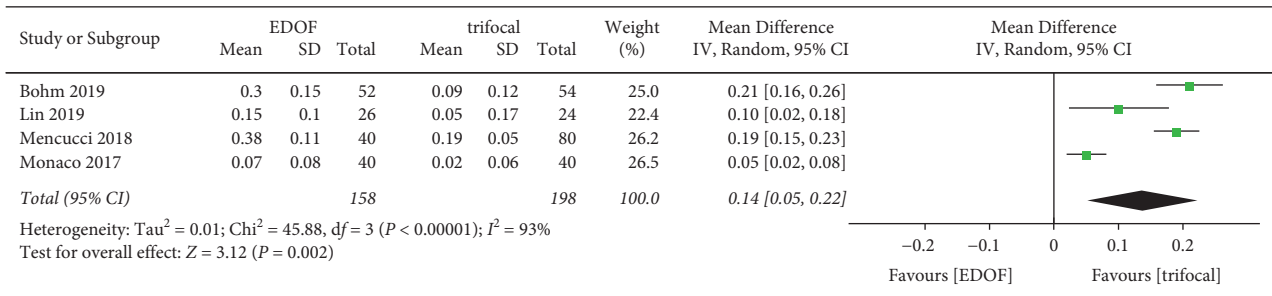 Study or Subgroup EDOF trifocal Weight (%) Mean Difference IV, Random, 95% CI Mean Difference IV, Random, 95% CI
Mean SD Total Mean SD Total
Bohm 2019 0.3 0.15 52 0.09 0.12 54 25.0 0.21 [0.16, 0.26]
Lin 2019 0.15 0.1 26 0.05 0.17 24 22.4 0.10 [0.02, 0.18]
Mencucci 2018 0.38 0.11 40 0.19 0.05 80 26.2 0.19 [0.15, 0.23]
Monaco 2017 0.07 0.08 40 0.02 0.06 40 26.5 0.05 [0.02, 0.08]
Total (95% CI) 158 198 100.0 0.14 [0.05, 0.22]
Heterogeneity: Tau² = 0.01; Chi² = 45.88, df = 3 (P < 0.00001); I² = 93%
Test for overall effect: Z = 3.12 (P = 0.002)
−0.2 −0.1 0 0.1 0.2
Favours [EDOF] Favours [trifocal]